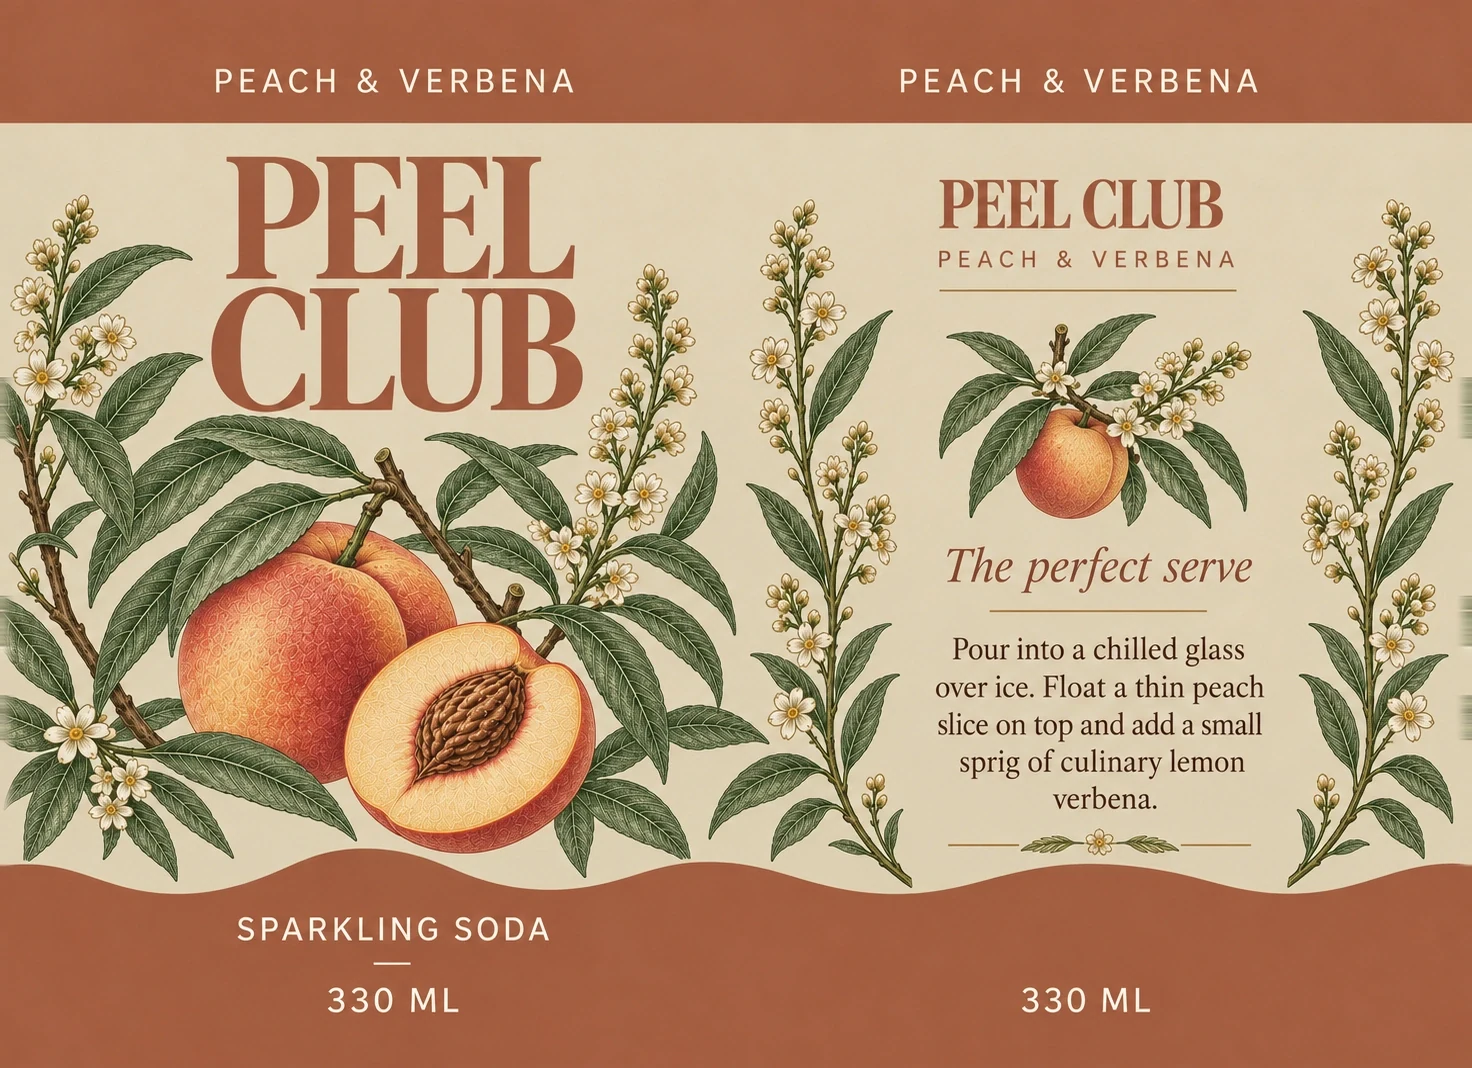 PEACH & VERBENA
PEEL
CLUB
SPARKLING SODA
330 ML
PEACH & VERBENA
PEEL CLUB
PEACH & VERBENA
The perfect serve
Pour into a chilled glass
over ice. Float a thin peach
slice on top and add a small
sprig of culinary lemon
verbena.
330 ML